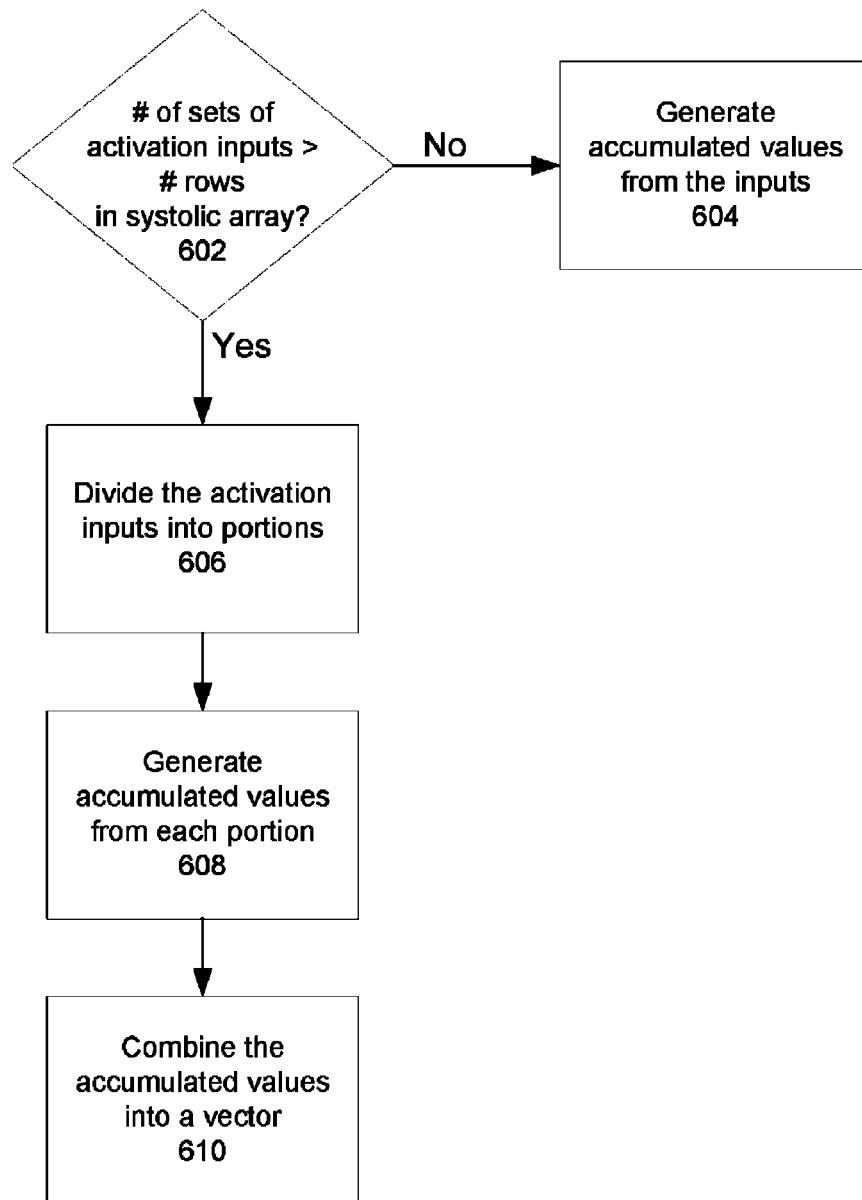 # of sets of
activation inputs >
# rows
in systolic array?
602
No
Generate
accumulated values
from the inputs
604
Yes
Divide the activation
inputs into portions
606
Generate
accumulated values
from each portion
608
Combine the
accumulated values
into a vector
610